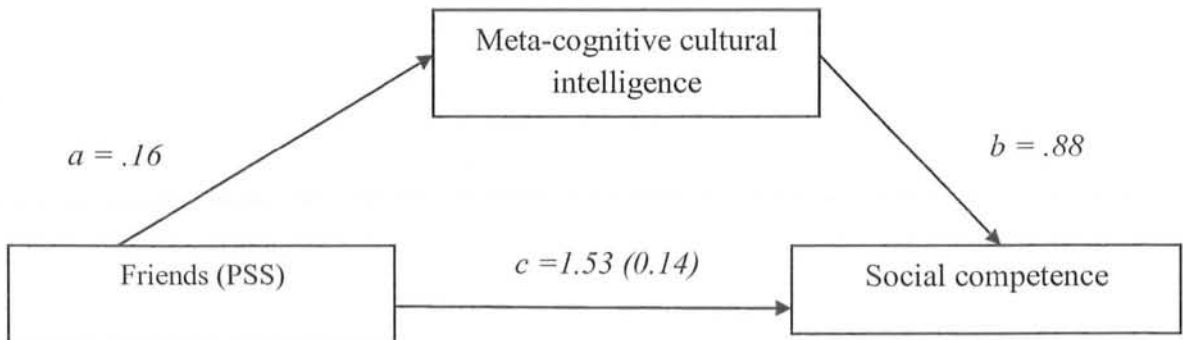 Meta-cognitive cultural
intelligence
a = .16
b = .88
Friends (PSS)
c =1.53 (0.14)
Social competence